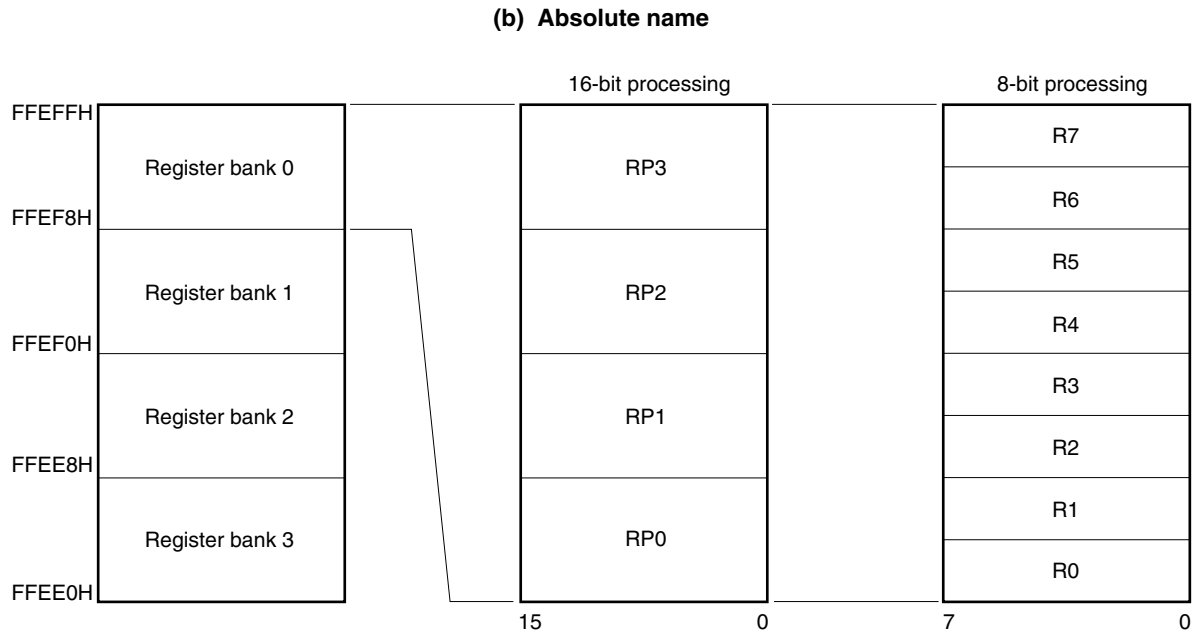 (b) Absolute name
16-bit processing
8-bit processing
FFEFFH
Register bank 0
RP3
R7
R6
FFEF8H
Register bank 1
RP2
R5
R4
FFEF0H
Register bank 2
RP1
R3
R2
FFEE8H
Register bank 3
RP0
R1
R0
FFEE0H
15 0
7 0